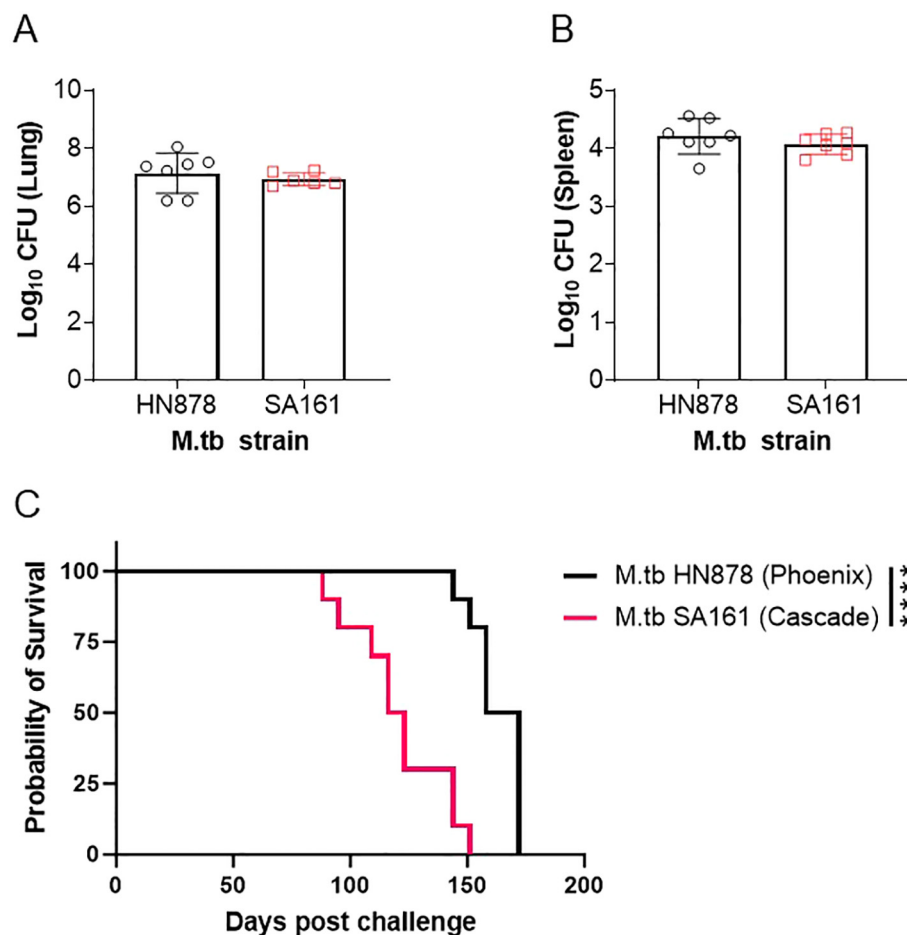 A
B
Log10 CFU (Lung)
10
8
6
4
2
0
HN878 SA161
M.tb strain
Log10 CFU (Spleen)
5
4
3
2
1
0
HN878 SA161
M.tb strain
C
Probability of Survival
100
75
50
25
0
0 50 100 150 200
Days post challenge
M.tb HN878 (Phoenix)
M.tb SA161 (Cascade)
****